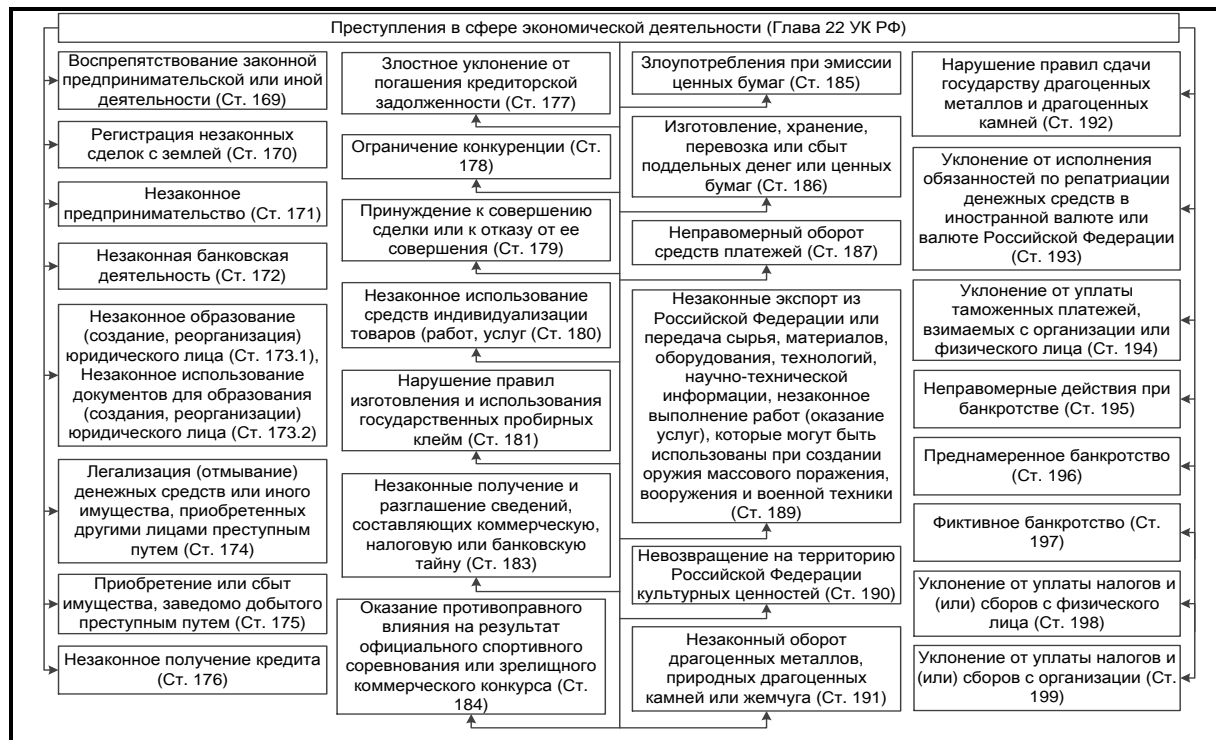 Преступления в сфере экономической деятельности (Глава 22 УК РФ)
Воспрепятствование законной
предпринимательской или иной
деятельности (Ст. 169)
Регистрация незаконных
сделок с землей (Ст. 170)
Незаконное
предпринимательство (Ст. 171)
Незаконная банковская
деятельность (Ст. 172)
Незаконное образование
(создание, реорганизация)
юридического лица (Ст. 173.1),
Незаконное использование
документов для образования
(создания, реорганизации)
юридического лица (Ст. 173.2)
Легализация (отмывание)
денежных средств или иного
имущества, приобретенных
другими лицами преступным
путем (Ст. 174)
Приобретение или сбыт
имущества, заведомо добытого
преступным путем (Ст. 175)
Незаконное получение кредита
(Ст. 176)
Злостное уклонение от
погашения кредиторской
задолженности (Ст. 177)
Ограничение конкуренции (Ст.
178)
Принуждение к совершению
сделки или к отказу от ее
совершения (Ст. 179)
Незаконное использование
средств индивидуализации
товаров (работ, услуг (Ст. 180)
Нарушение правил
изготовления и использования
государственных пробирных
клейм (Ст. 181)
Незаконные получение и
разглашение сведений,
составляющих коммерческую,
налоговую или банковскую
тайну (Ст. 183)
Оказание противоправного
влияния на результат
официального спортивного
соревнования или зрелищного
коммерческого конкурса (Ст.
184)
Злоупотребления при эмиссии
ценных бумаг (Ст. 185)
Изготовление, хранение,
перевозка или сбыт
поддельных денег или ценных
бумаг (Ст. 186)
Неправомерный оборот
средств платежей (Ст. 187)
Незаконные экспорт из
Российской Федерации или
передача сырья, материалов,
оборудования, технологий,
научно-технической
информации, незаконное
выполнение работ (оказание
услуг), которые могут быть
использованы при создании
оружия массового поражения,
вооружения и военной техники
(Ст. 189)
Невозвращение на территорию
Российской Федерации
культурных ценностей (Ст. 190)
Незаконный оборот
драгоценных металлов,
природных драгоценных
камней или жемчуга (Ст. 191)
Нарушение правил сдачи
государству драгоценных
металлов и драгоценных
камней (Ст. 192)
Уклонение от исполнения
обязанностей по репатриации
денежных средств в
иностранной валюте или
валюте Российской Федерации
(Ст. 193)
Уклонение от уплаты
таможенных платежей,
взимаемых с организации или
физического лица (Ст. 194)
Неправомерные действия при
банкротстве (Ст. 195)
Преднамеренное банкротство
(Ст. 196)
Фиктивное банкротство (Ст.
197)
Уклонение от уплаты налогов и
(или) сборов с физического
лица (Ст. 198)
Уклонение от уплаты налогов и
(или) сборов с организации (Ст.
199)